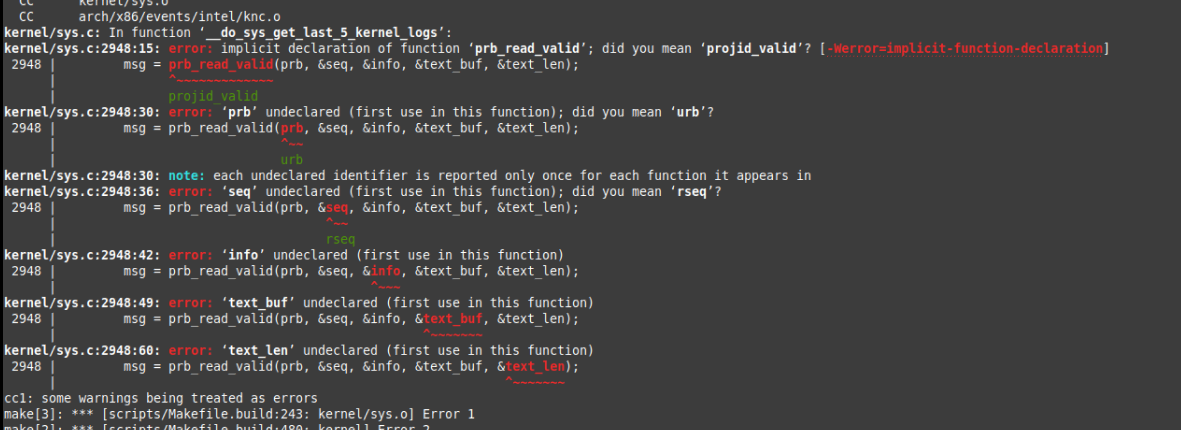 CC      kernel/sys.o
  CC      arch/x86/events/intel/knc.o
kernel/sys.c: In function ‘__do_sys_get_last_5_kernel_logs’:
kernel/sys.c:2948:15: error: implicit declaration of function ‘prb_read_valid’; did you mean ‘projid_valid’? [-Werror=implicit-function-declaration]
 2948 |         msg = prb_read_valid(prb, &seq, &info, &text_buf, &text_len);
      |               ^~~~~~~~~~~~~~
      |               projid_valid
kernel/sys.c:2948:30: error: ‘prb’ undeclared (first use in this function); did you mean ‘urb’?
 2948 |         msg = prb_read_valid(prb, &seq, &info, &text_buf, &text_len);
      |                              ^~~
      |                              urb
kernel/sys.c:2948:30: note: each undeclared identifier is reported only once for each function it appears in
kernel/sys.c:2948:36: error: ‘seq’ undeclared (first use in this function); did you mean ‘rseq’?
 2948 |         msg = prb_read_valid(prb, &seq, &info, &text_buf, &text_len);
      |                                    ^~~
      |                                    rseq
kernel/sys.c:2948:42: error: ‘info’ undeclared (first use in this function)
 2948 |         msg = prb_read_valid(prb, &seq, &info, &text_buf, &text_len);
      |                                          ^~~~
kernel/sys.c:2948:49: error: ‘text_buf’ undeclared (first use in this function)
 2948 |         msg = prb_read_valid(prb, &seq, &info, &text_buf, &text_len);
      |                                                 ^~~~~~~~
kernel/sys.c:2948:60: error: ‘text_len’ undeclared (first use in this function)
 2948 |         msg = prb_read_valid(prb, &seq, &info, &text_buf, &text_len);
      |                                                            ^~~~~~~~
cc1: some warnings being treated as errors
make[3]: *** [scripts/Makefile.build:243: kernel/sys.o] Error 1
make[2]: *** [scripts/Makefile.build:480: kernel] Error 2